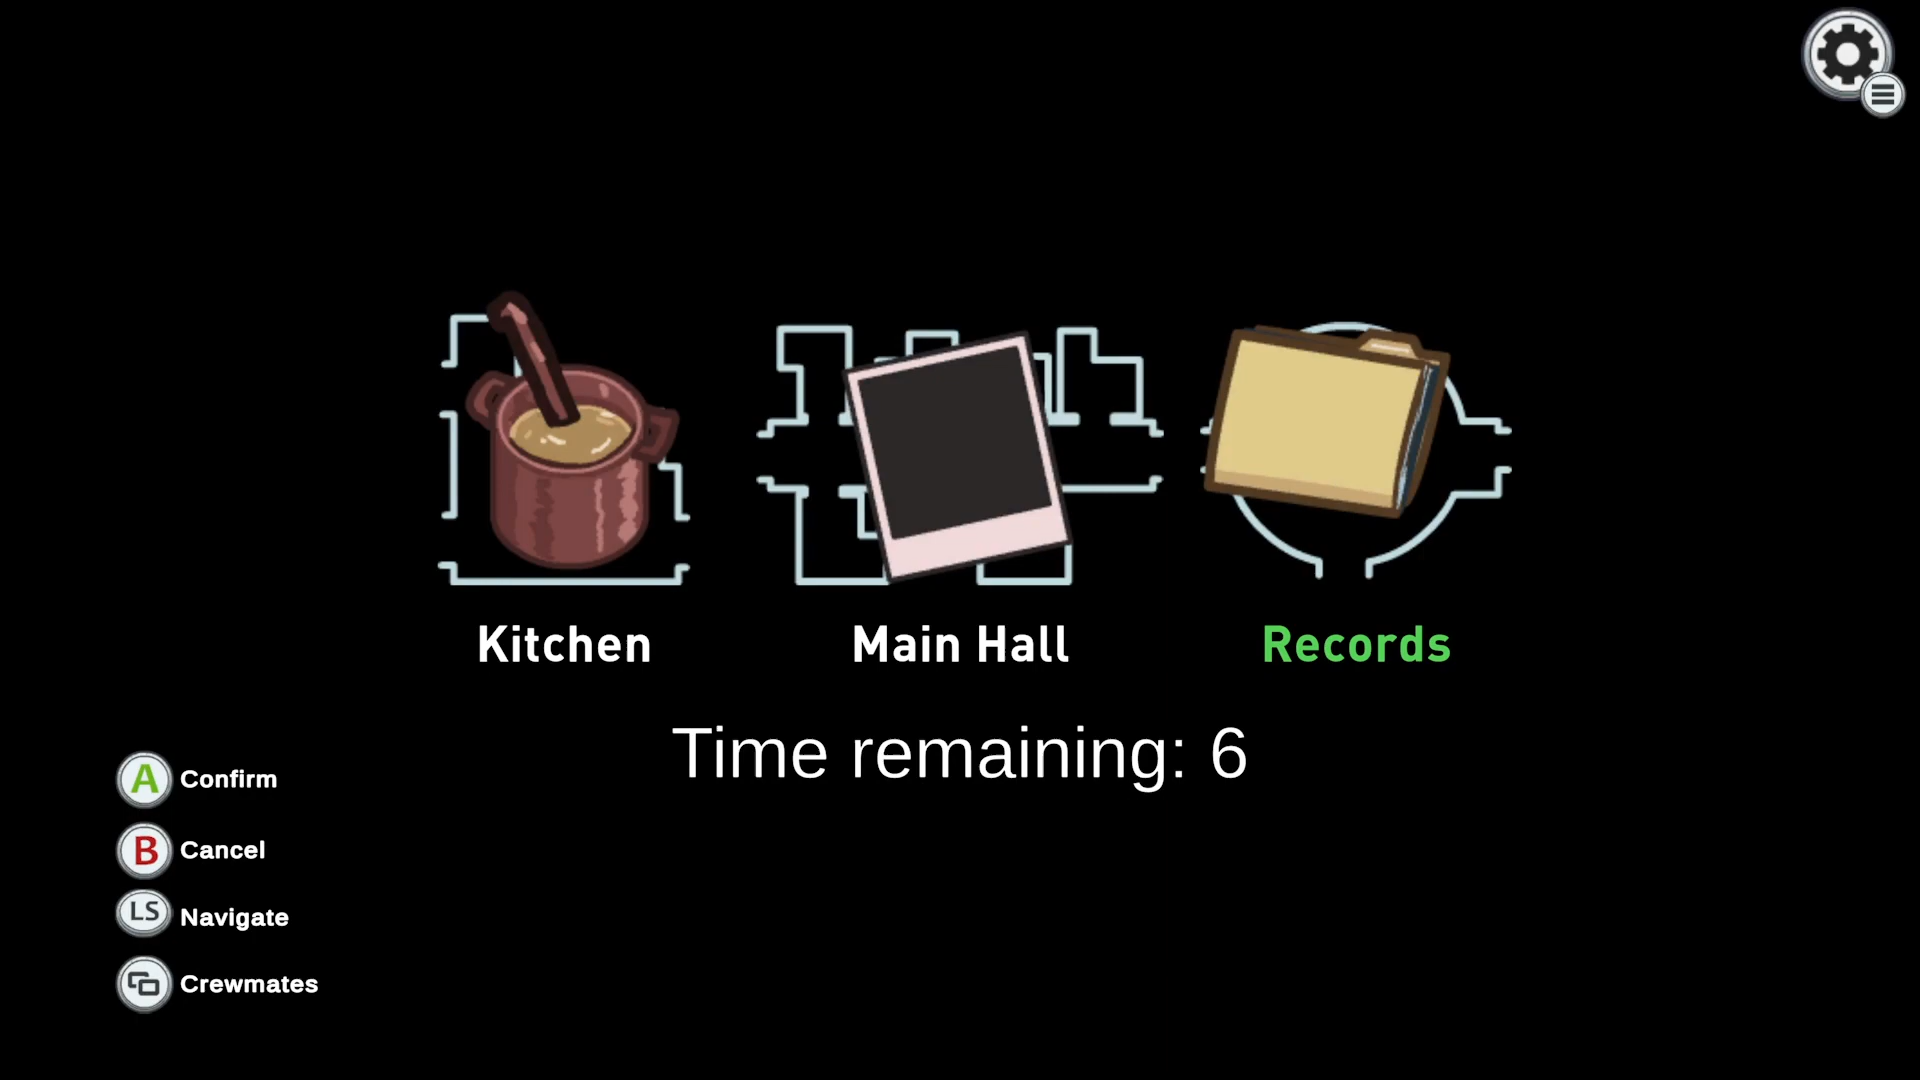 Kitchen
Main Hall
Records
Time remaining: 6
A Confirm
B Cancel
LS Navigate
Crewmates